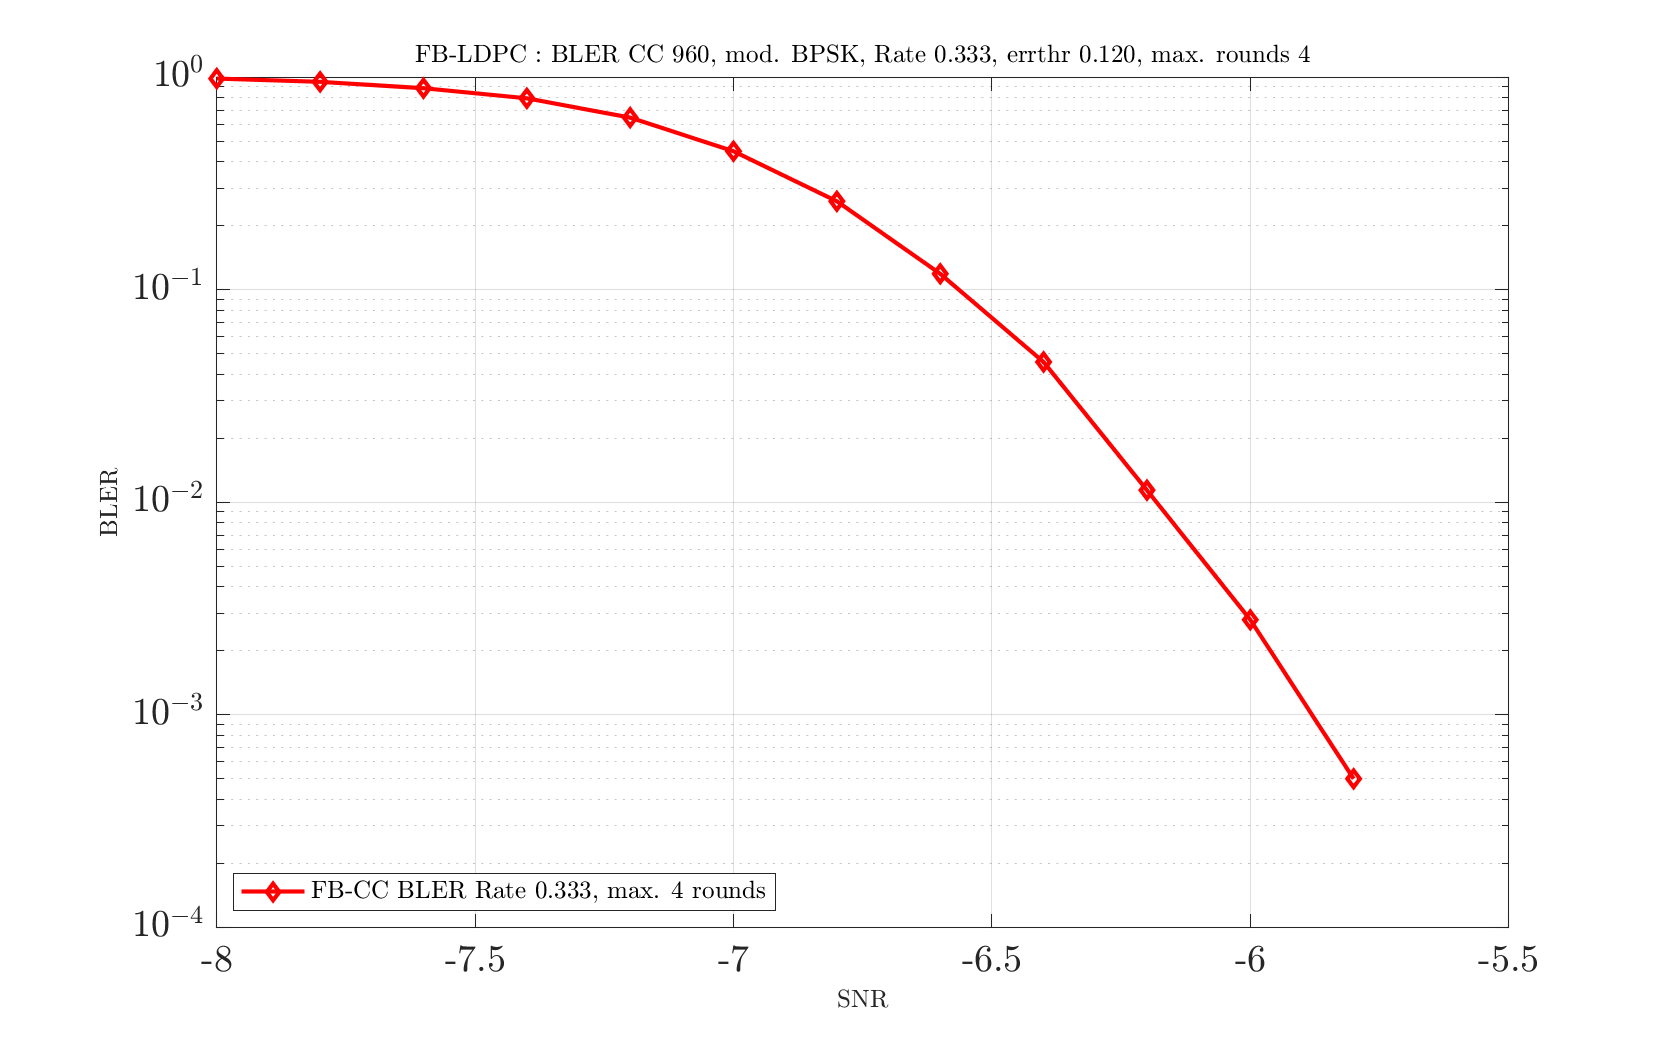 FB-LDPC : BLER CC 960, mod. BPSK, Rate 0.333, errthr 0.120, max. rounds 4
10⁰
10⁻¹
10⁻²
10⁻³
10⁻⁴
BLER
FB-CC BLER Rate 0.333, max. 4 rounds
-8 -7.5 -7 -6.5 -6 -5.5
SNR